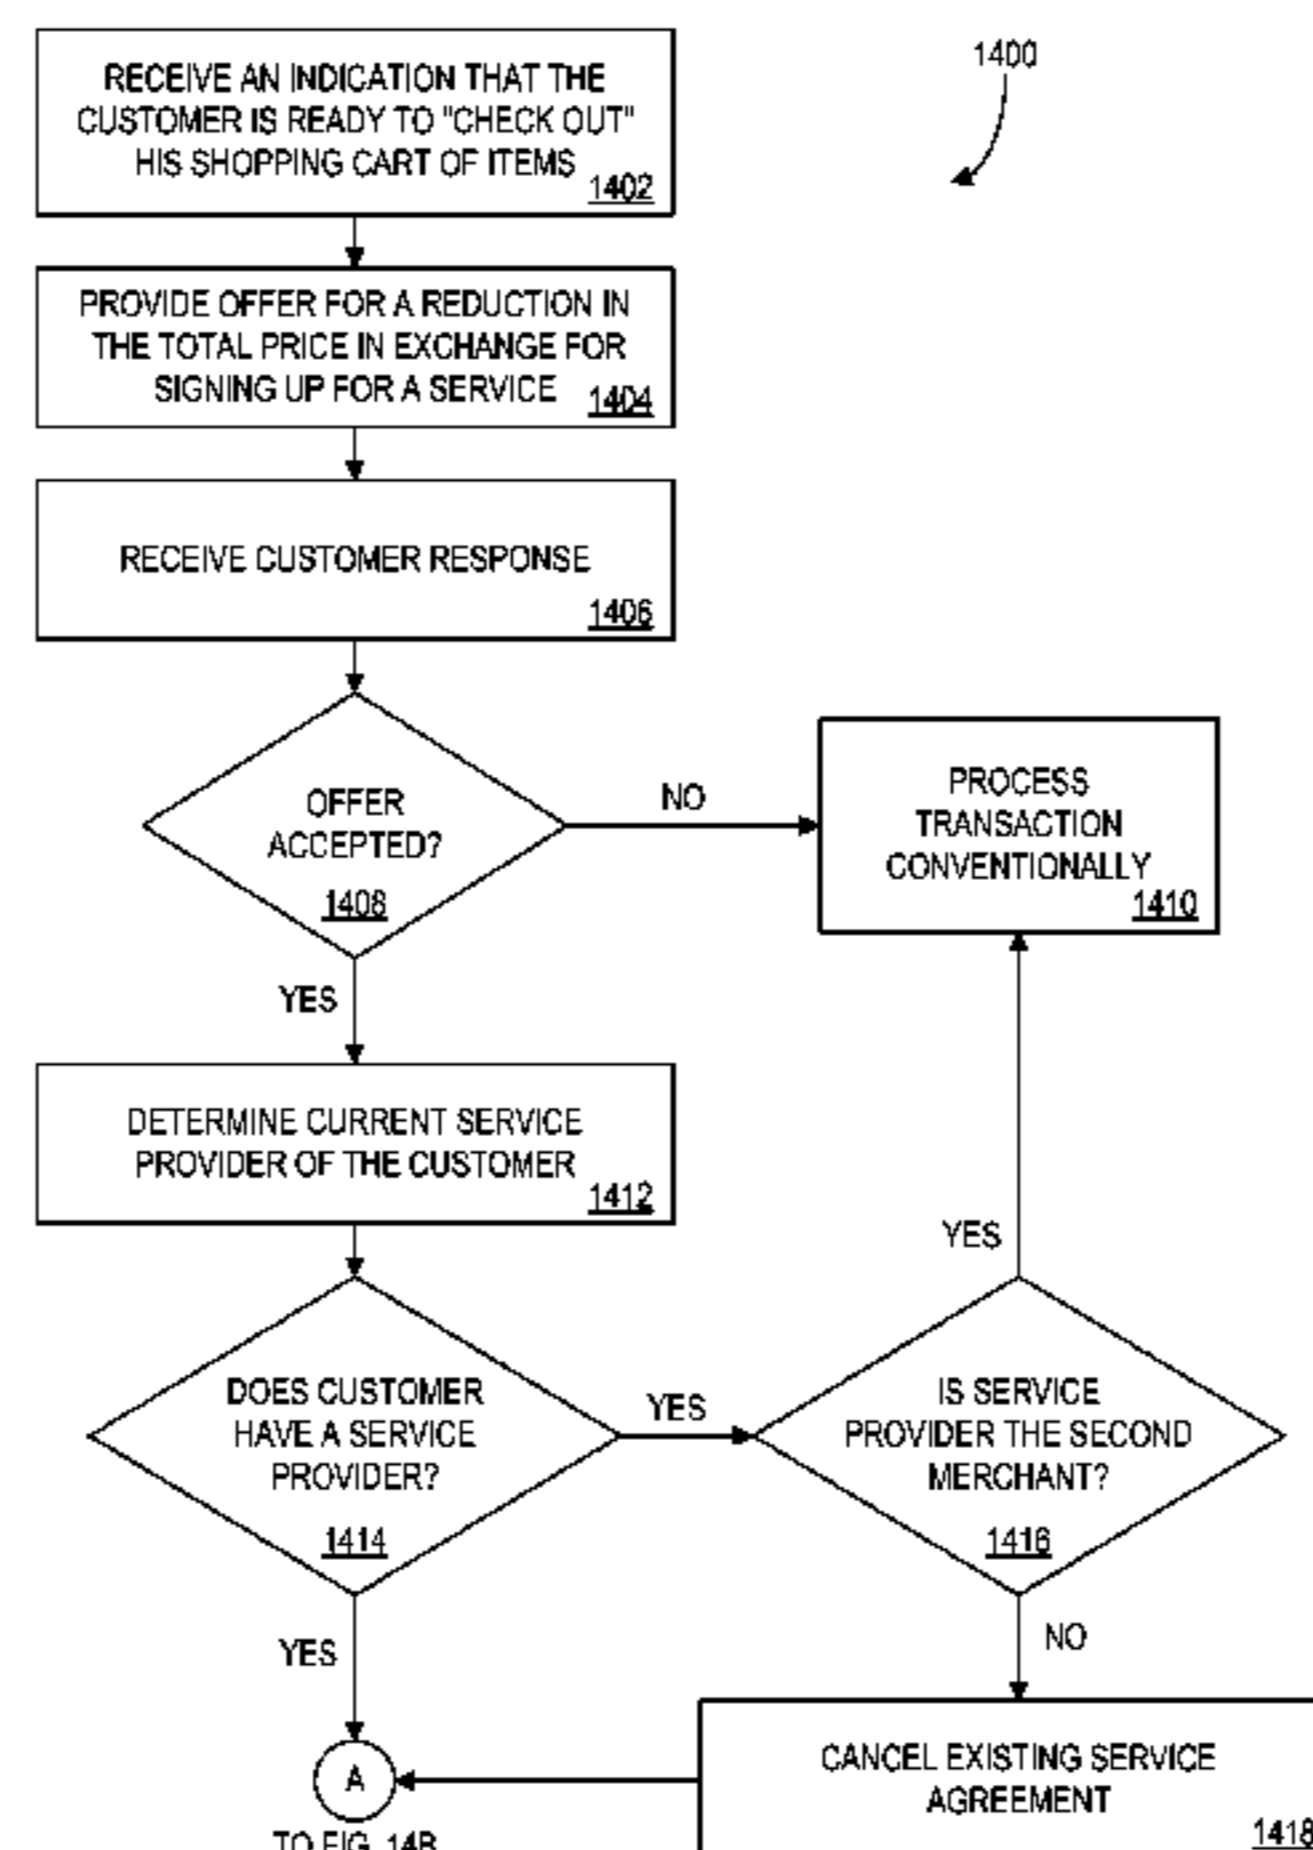 1400
RECEIVE AN INDICATION THAT THE
CUSTOMER IS READY TO "CHECK OUT"
HIS SHOPPING CART OF ITEMS
1402
PROVIDE OFFER FOR A REDUCTION IN
THE TOTAL PRICE IN EXCHANGE FOR
SIGNING UP FOR A SERVICE
1404
RECEIVE CUSTOMER RESPONSE
1406
OFFER
ACCEPTED?
1408
NO
PROCESS
TRANSACTION
CONVENTIONALLY
1410
YES
DETERMINE CURRENT SERVICE
PROVIDER OF THE CUSTOMER
1412
DOES CUSTOMER
HAVE A SERVICE
PROVIDER?
1414
YES
IS SERVICE
PROVIDER THE SECOND
MERCHANT?
1416
YES
NO
YES
CANCEL EXISTING SERVICE
AGREEMENT
1418
A
TO FIG. 14B